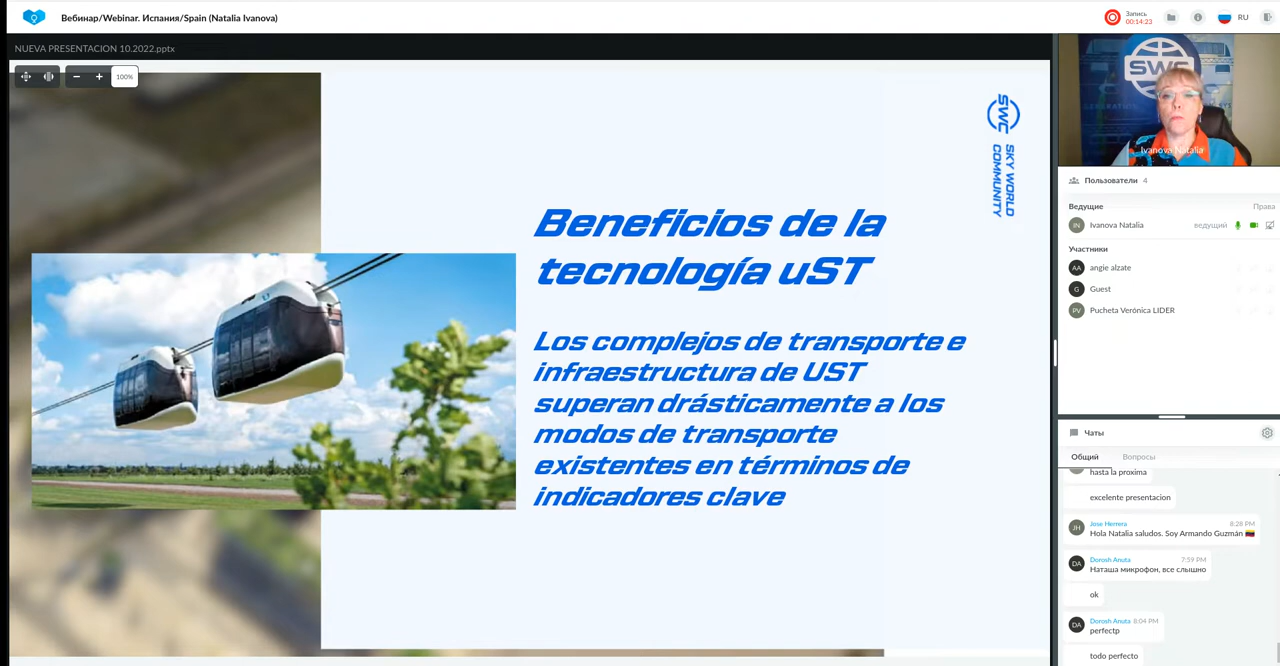 Вебинар/Webinar. Испания/Spain (Natalia Ivanova)
Запись
00:14:23
RU
NUEVA PRESENTACION 10.2022.pptx
100%
SWC
SKY WORLD
COMMUNITY
Beneficios de la
tecnología uST
Los complejos de transporte e
infraestructura de UST
superan drásticamente a los
modos de transporte
existentes en términos de
indicadores clave
SWC
Ivanova Natalia
Пользователи 4
Ведущие Права
IN Ivanova Natalia ведущий
Участники
AA angie alzate
G Guest
PV Pucheta Verónica LIDER
Чаты
Общий Вопросы
hasta la proxima
excelente presentacion
JH Jose Herrera 8:28 PM
Hola Natalia saludos. Soy Armando Guzmán 🇻🇪
DA Dorosh Anuta 7:59 PM
Наташа микрофон, все слышно
ok
DA Dorosh Anuta 8:04 PM
perfectp
todo perfecto